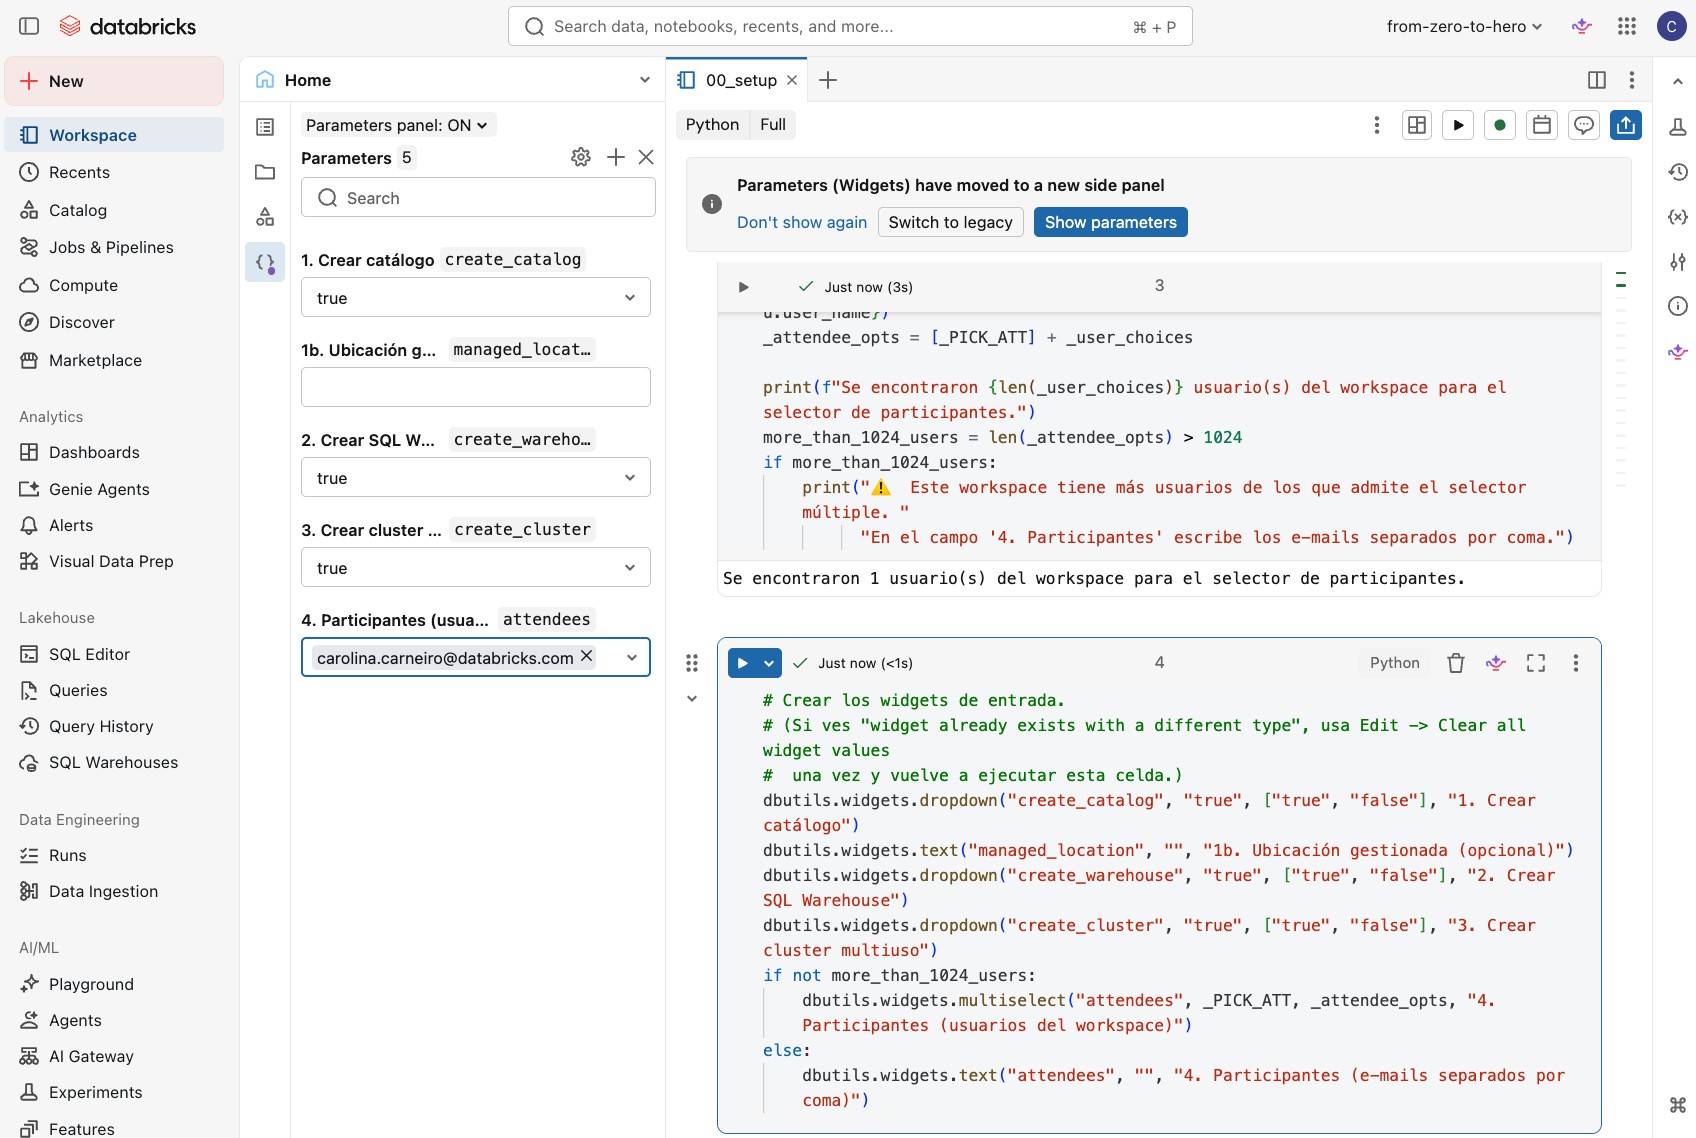 databricks
Search data, notebooks, recents, and more...
⌘ + P
from-zero-to-hero
C
New
Workspace
Recents
Catalog
Jobs & Pipelines
Compute
Discover
Marketplace
Analytics
Dashboards
Genie Agents
Alerts
Visual Data Prep
Lakehouse
SQL Editor
Queries
Query History
SQL Warehouses
Data Engineering
Runs
Data Ingestion
AI/ML
Playground
Agents
AI Gateway
Experiments
Features
Home
Parameters panel: ON
Parameters 5
Search
1. Crear catálogo create_catalog
true
1b. Ubicación g... managed_locat…
2. Crear SQL W... create_wareho…
true
3. Crear cluster ... create_cluster
true
4. Participantes (usua... attendees
carolina.carneiro@databricks.com
00_setup
Python Full
Parameters (Widgets) have moved to a new side panel
Don't show again Switch to legacy Show parameters
Just now (3s) 3
u.user_name})
_attendee_opts = [_PICK_ATT] + _user_choices
print(f"Se encontraron {len(_user_choices)} usuario(s) del workspace para el
selector de participantes.")
more_than_1024_users = len(_attendee_opts) > 1024
if more_than_1024_users:
print("⚠️ Este workspace tiene más usuarios de los que admite el selector
múltiple. "
"En el campo '4. Participantes' escribe los e-mails separados por coma.")
Se encontraron 1 usuario(s) del workspace para el selector de participantes.
Just now (<1s) 4 Python
# Crear los widgets de entrada.
# (Si ves "widget already exists with a different type", usa Edit -> Clear all
widget values
# una vez y vuelve a ejecutar esta celda.)
dbutils.widgets.dropdown("create_catalog", "true", ["true", "false"], "1. Crear
catálogo")
dbutils.widgets.text("managed_location", "", "1b. Ubicación gestionada (opcional)")
dbutils.widgets.dropdown("create_warehouse", "true", ["true", "false"], "2. Crear
SQL Warehouse")
dbutils.widgets.dropdown("create_cluster", "true", ["true", "false"], "3. Crear
cluster multiuso")
if not more_than_1024_users:
dbutils.widgets.multiselect("attendees", _PICK_ATT, _attendee_opts, "4.
Participantes (usuarios del workspace)")
else:
dbutils.widgets.text("attendees", "", "4. Participantes (e-mails separados por
coma)")